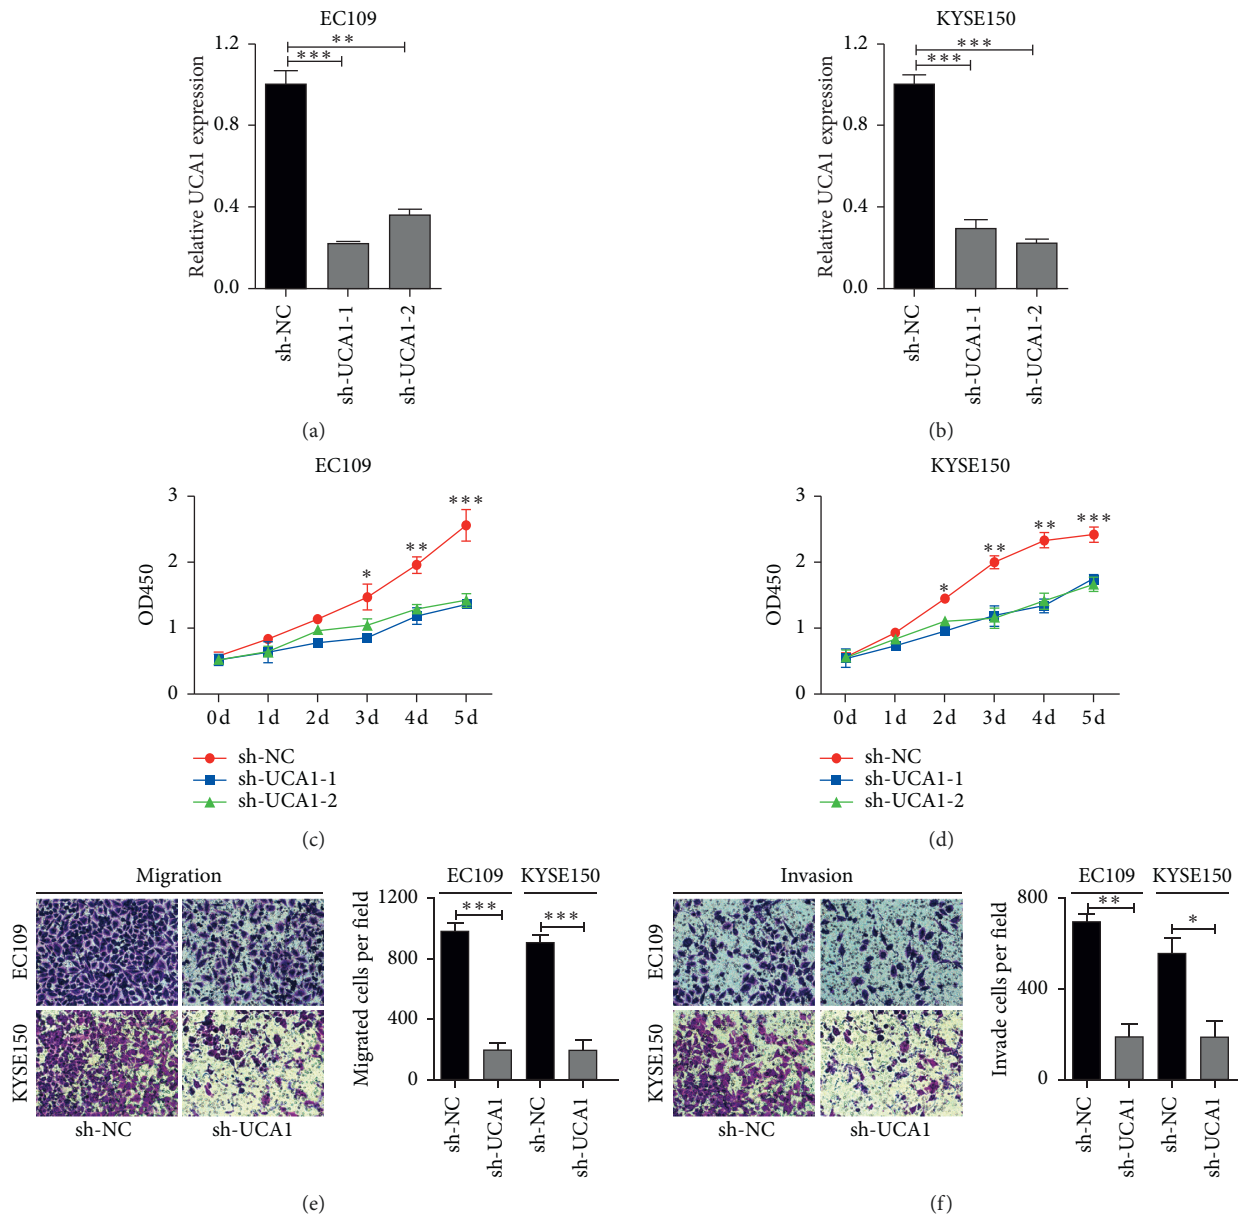 EC109
Relative UCA1 expression
1.2
0.8
0.4
0.0
***
**
sh-NC
sh-UCA1-1
sh-UCA1-2
(a)
KYSE150
Relative UCA1 expression
1.2
0.8
0.4
0.0
***
***
sh-NC
sh-UCA1-1
sh-UCA1-2
(b)
EC109
OD450
3
2
1
0
*
**
***
0 d 1 d 2 d 3 d 4 d 5 d
sh-NC
sh-UCA1-1
sh-UCA1-2
(c)
KYSE150
OD450
3
2
1
0
*
**
**
***
0 d 1 d 2 d 3 d 4 d 5 d
sh-NC
sh-UCA1-1
sh-UCA1-2
(d)
Migration
EC109
KYSE150
sh-NC sh-UCA1
EC109 KYSE150
Migrated cells per field
1200
900
400
0
***
***
sh-NC
sh-UCA1
sh-NC
sh-UCA1
(e)
Invasion
EC109
KYSE150
sh-NC sh-UCA1
EC109 KYSE150
Invade cells per field
800
400
0
**
*
sh-NC
sh-UCA1
sh-NC
sh-UCA1
(f)